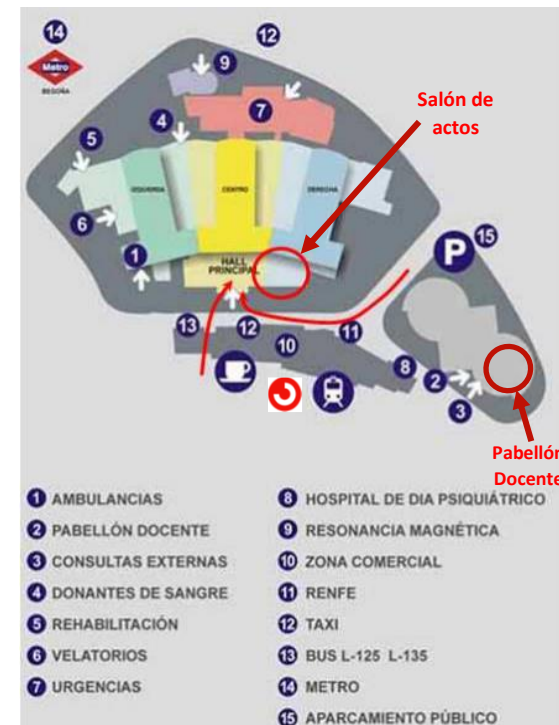 14
12
Metro
BEGOÑA
9
Salón de
actos
7
4
5
IZQUIERDA
CENTRO
DERECHA
6
P 15
1
HALL
PRINCIPAL
13
12
11
10
8
2
3
Pabellón
Docente
1 AMBULANCIAS
2 PABELLÓN DOCENTE
3 CONSULTAS EXTERNAS
4 DONANTES DE SANGRE
5 REHABILITACIÓN
6 VELATORIOS
7 URGENCIAS
8 HOSPITAL DE DIA PSIQUIÁTRICO
9 RESONANCIA MAGNÉTICA
10 ZONA COMERCIAL
11 RENFE
12 TAXI
13 BUS L-125 L-135
14 METRO
15 APARCAMIENTO PÚBLICO